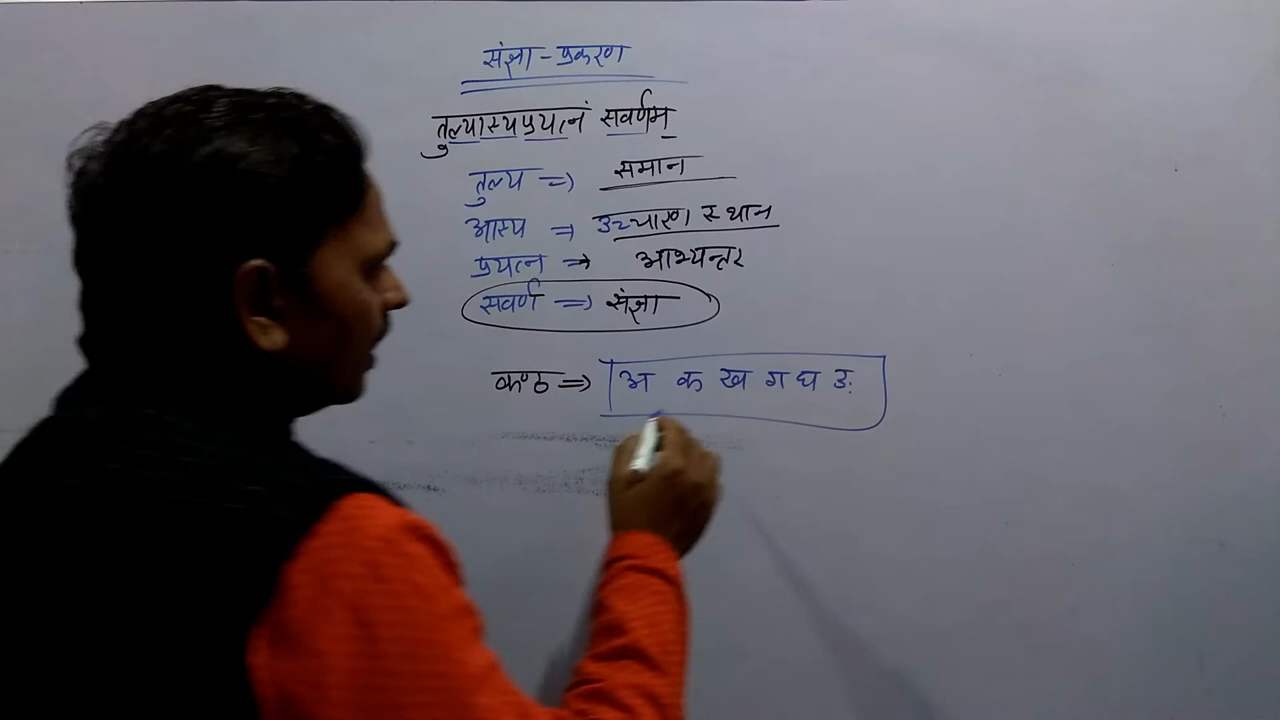 संज्ञा - प्रकरण
तुल्यास्यप्रयत्नं सवर्णम्
तुल्य => समान
आस्य => उच्चारण स्थान
प्रयत्न => आभ्यन्तर
सवर्ण => संज्ञा
कण्ठ => अ क ख ग घ ङ